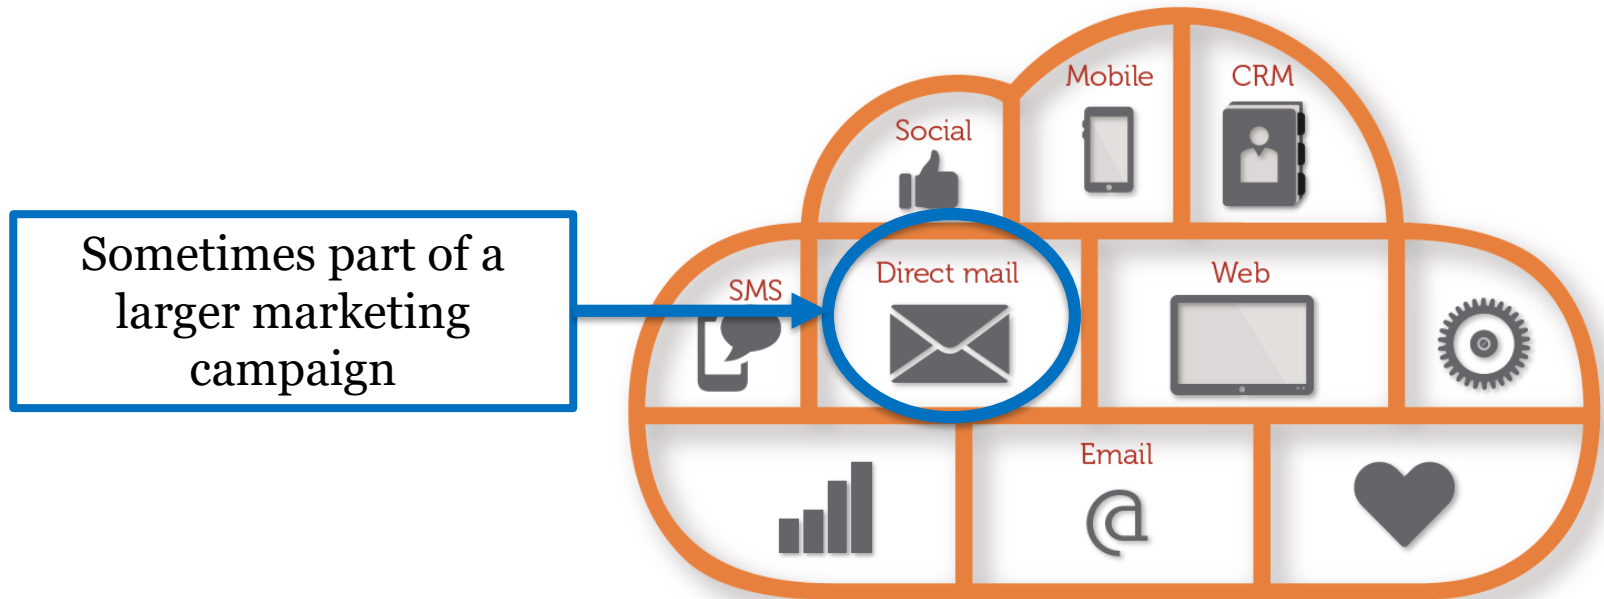 Sometimes part of a
larger marketing
campaign
Mobile
CRM
Social
SMS
Direct mail
Web
Email
@